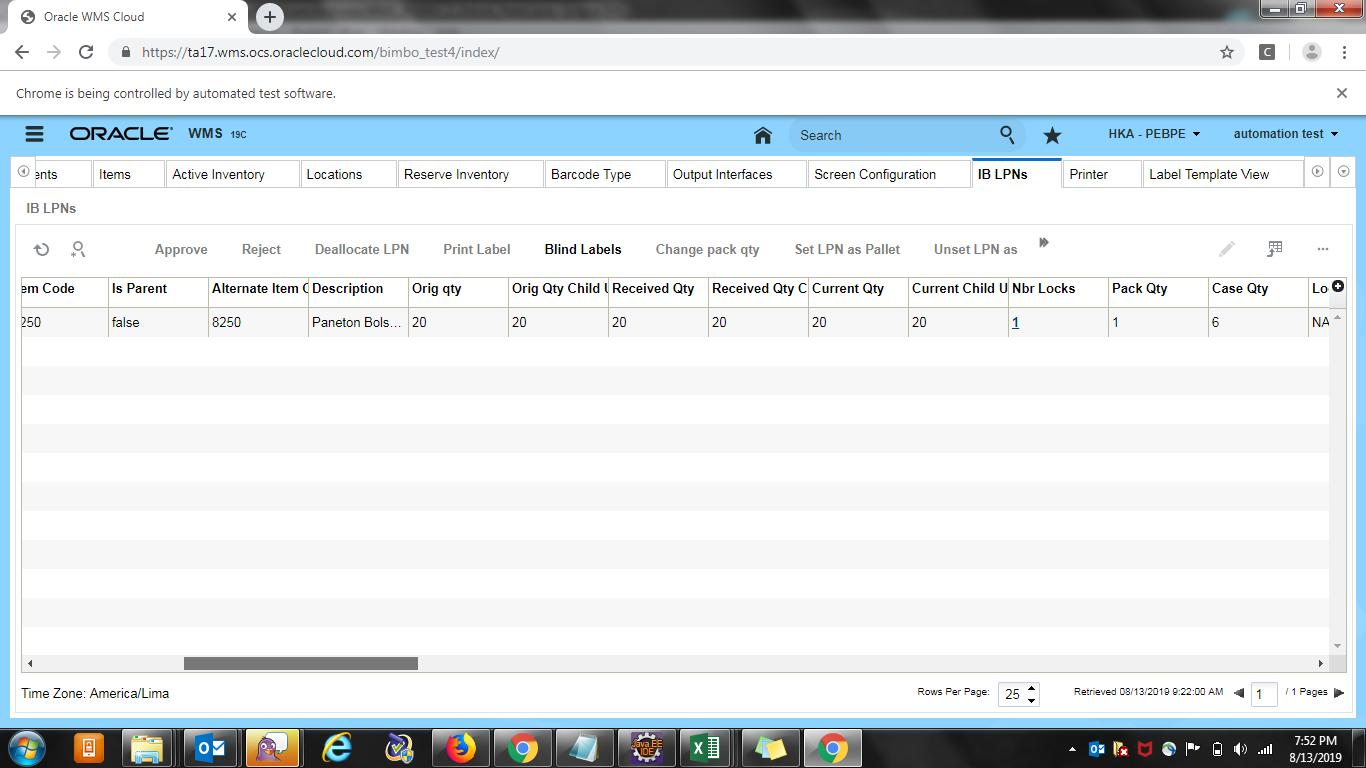 Oracle WMS Cloud
https://ta17.wms.ocs.oraclecloud.com/bimbo_test4/index/
C
Chrome is being controlled by automated test software.
ORACLE WMS 19C Search HKA - PEBPE automation test
ents Items Active Inventory Locations Reserve Inventory Barcode Type Output Interfaces Screen Configuration IB LPNs Printer Label Template View
IB LPNs
Approve Reject Deallocate LPN Print Label Blind Labels Change pack qty Set LPN as Pallet Unset LPN as
em Code Is Parent Alternate Item C Description Orig qty Orig Qty Child U Received Qty Received Qty C Current Qty Current Child U Nbr Locks Pack Qty Case Qty Lo
250 false 8250 Paneton Bols... 20 20 20 20 20 20 1 1 6 NA
Time Zone: America/Lima Rows Per Page: 25 Retrieved 08/13/2019 9:22:00 AM 1 / 1 Pages
Java EE
IDE
7:52 PM
8/13/2019